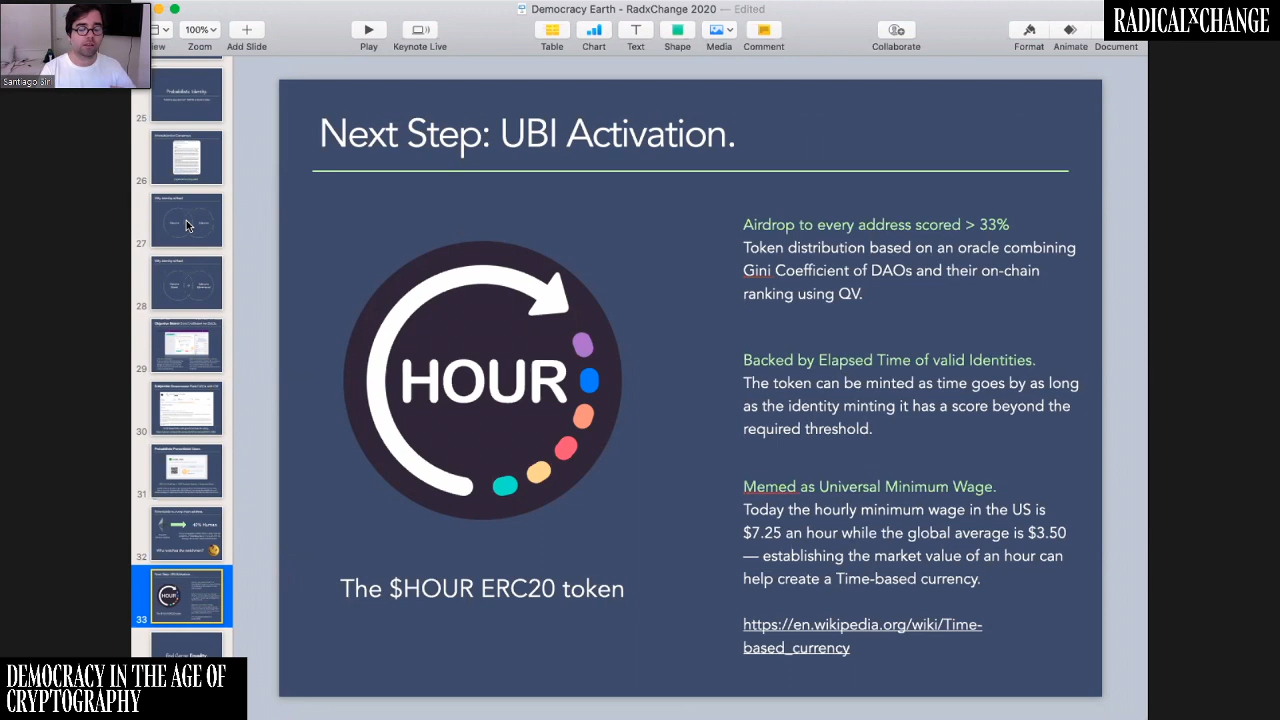 Democracy Earth - RadxChange 2020 — Edited
RADICALXCHANGE
View
100%
Zoom
Add Slide
Play
Keynote Live
Table
Chart
Text
Shape
Media
Comment
Collaborate
Format
Animate
Document
Santiago Siri
Probabilistic Identity.
25
26
27
28
29
30
31
47% Human
32
HOUR
33
End Game: Equality
Next Step: UBI Activation.
HOUR
The $HOUR ERC20 token
Airdrop to every address scored > 33%
Token distribution based on an oracle combining
Gini Coefficient of DAOs and their on-chain
ranking using QV.
Backed by Elapsed Time of valid Identities.
The token can be minted as time goes by as long
as the identity minting it has a score beyond the
required threshold.
Memed as Univesal Minimum Wage.
Today the hourly minimum wage in the US is
$7.25 an hour while the global average is $3.50
— establishing the market value of an hour can
help create a Time-based currency.
https://en.wikipedia.org/wiki/Time-
based_currency
DEMOCRACY IN THE AGE OF
CRYPTOGRAPHY